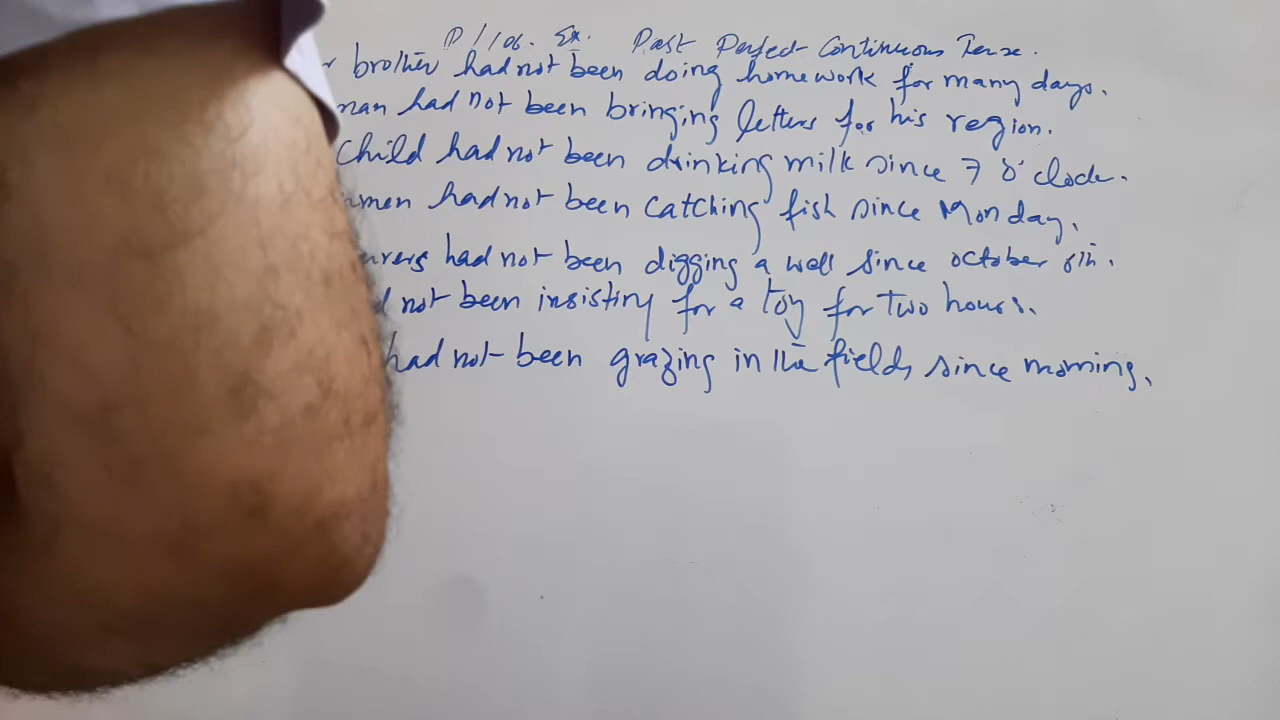 P/106. Ex. Past Perfect Continuous Tense.
r brother had not been doing homework for many days.
man had not been bringing letters for his region.
Child had not been drinking milk since 7 o'clock.
men had not been catching fish since Monday.
urers had not been digging a well since october 6th.
d not been insisting for a toy for two hours.
had not been grazing in the fields since morning.